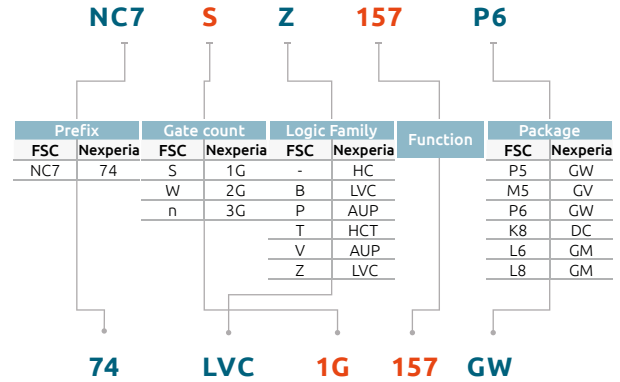 NC7 S Z 157 P6
Prefix Gate count Logic Family Function Package
FSC Nexperia FSC Nexperia FSC Nexperia FSC Nexperia
NC7 74 S 1G - HC P5 GW
W 2G B LVC M5 GV
n 3G P AUP P6 GW
T HCT K8 DC
V AUP L6 GM
Z LVC L8 GM
74 LVC 1G 157 GW